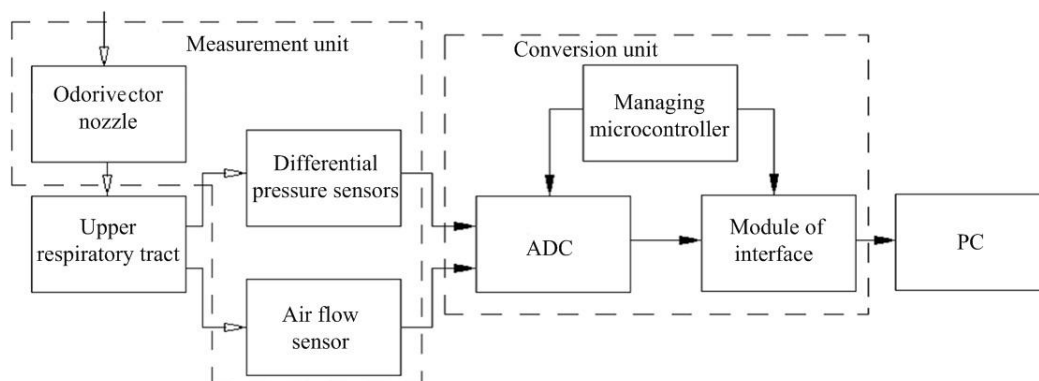 Measurement unit
Conversion unit
Odorivector
nozzle
Managing
microcontroller
Differential
pressure sensors
Upper
respiratory tract
ADC
Module of
interface
PC
Air flow
sensor